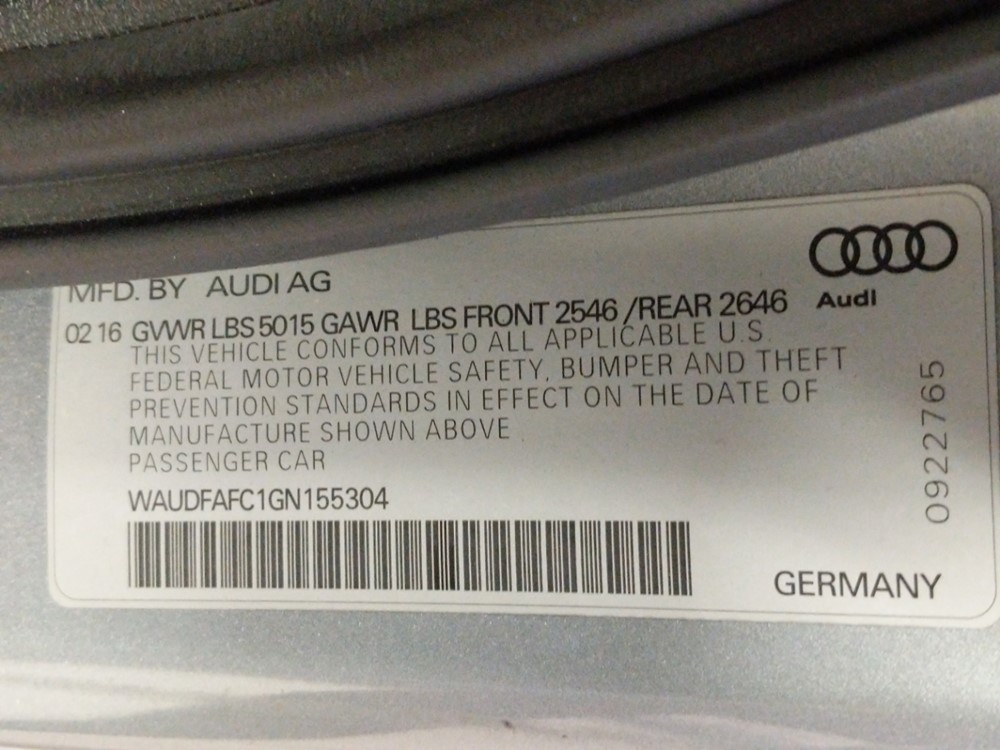 MFD. BY AUDI AG
02 16 GVWR LBS 5015 GAWR LBS FRONT 2546 /REAR 2646
Audi
THIS VEHICLE CONFORMS TO ALL APPLICABLE U.S.
FEDERAL MOTOR VEHICLE SAFETY, BUMPER AND THEFT
PREVENTION STANDARDS IN EFFECT ON THE DATE OF
MANUFACTURE SHOWN ABOVE
PASSENGER CAR
WAUDFAFC1GN155304
0922765
GERMANY